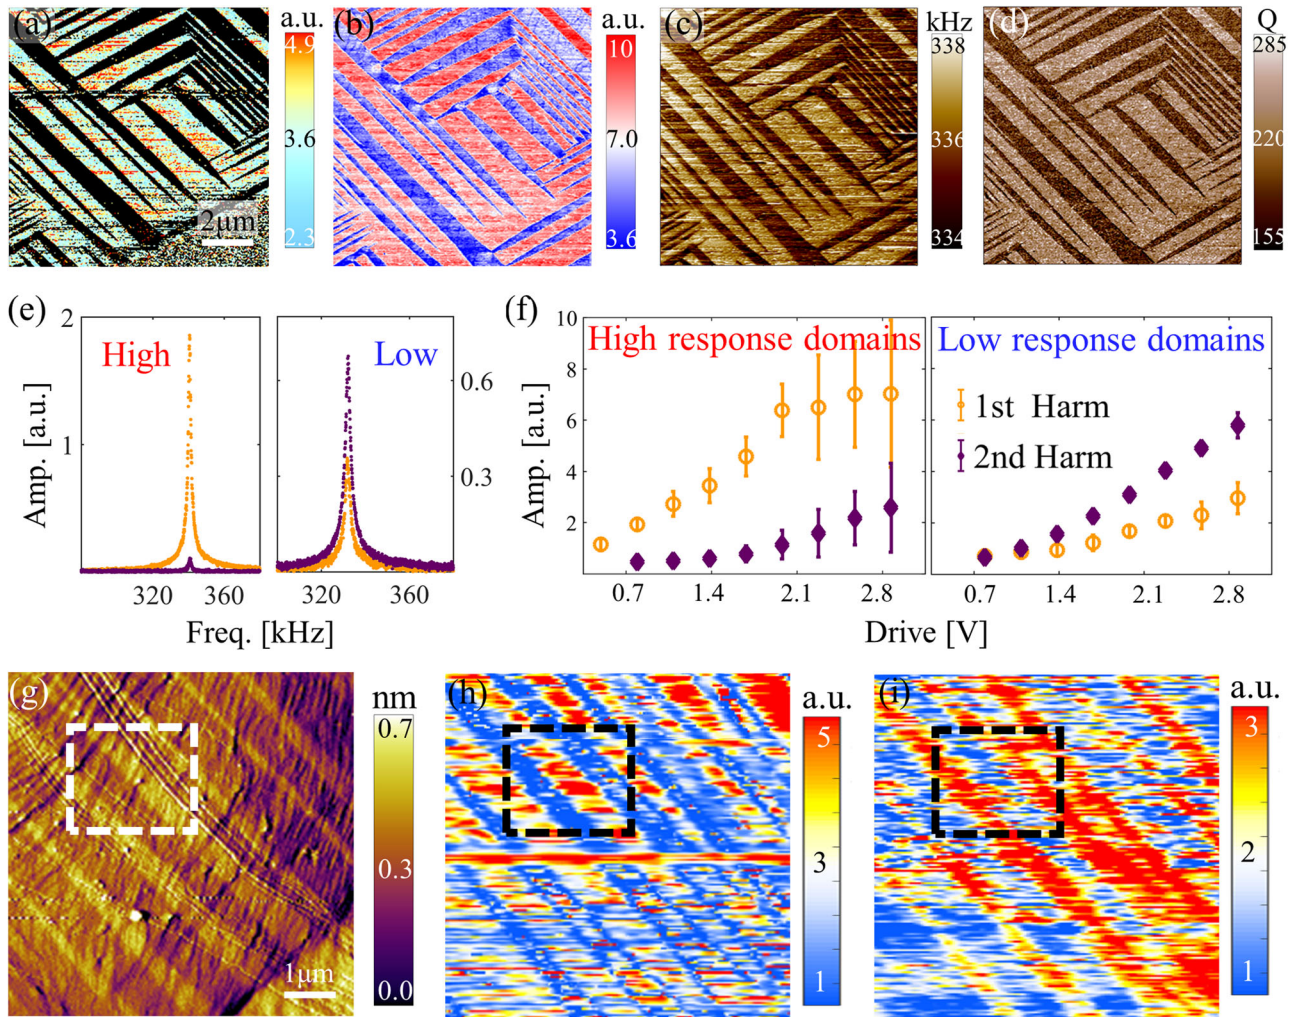 (a)
a.u.
4.9
3.6
2.3
2μm
(b)
a.u.
10
7.0
3.6
(c)
kHz
338
336
334
(d)
Q
285
220
155
(e)
2
1
Amp. [a.u.]
High
Low
0.6
0.3
320 360
320 360
Freq. [kHz]
(f)
10
8
6
4
2
Amp. [a.u.]
High response domains
Low response domains
1st Harm
2nd Harm
0.7 1.4 2.1 2.8
0.7 1.4 2.1 2.8
Drive [V]
(g)
nm
0.7
0.3
0.0
1μm
(h)
a.u.
5
3
1
(i)
a.u.
3
2
1